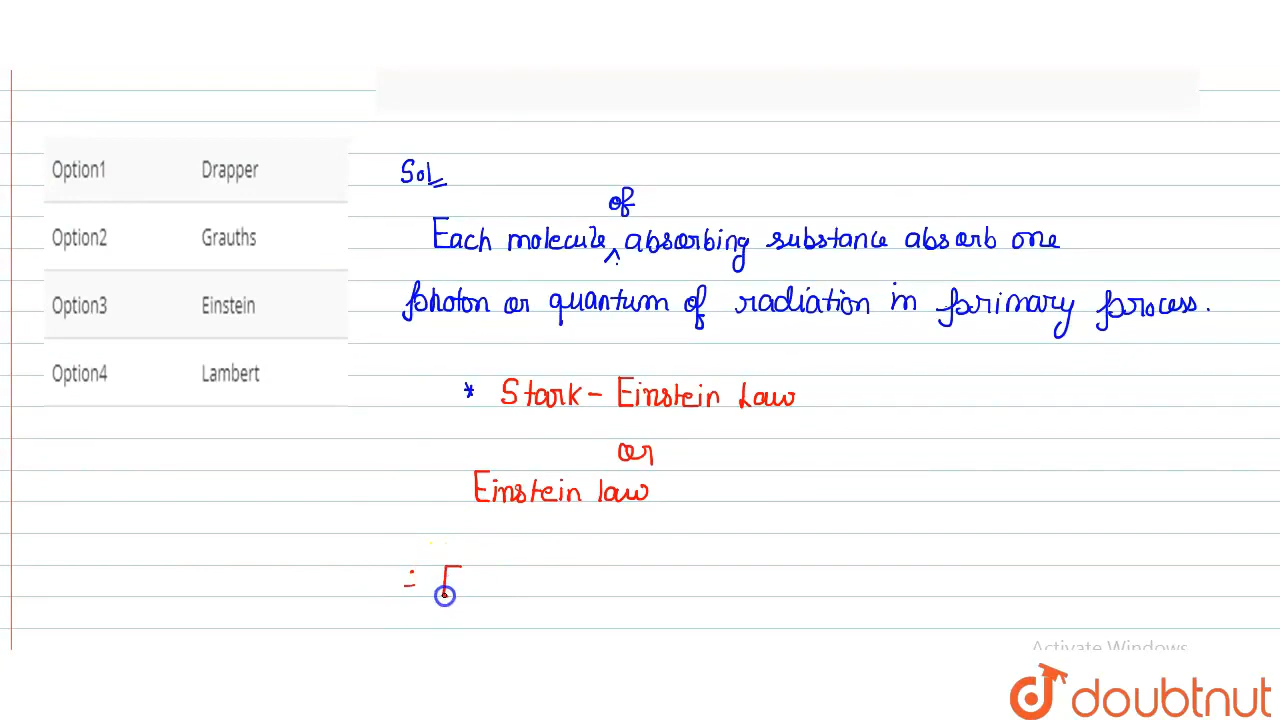 Option1 Drapper
Option2 Grauths
Option3 Einstein
Option4 Lambert
Sol
of
Each molecule ^ absorbing substance absorb one
photon or quantum of radiation in primary process.
* Stark - Einstein Law
or
Einstein law
Activate Windows
doubtnut